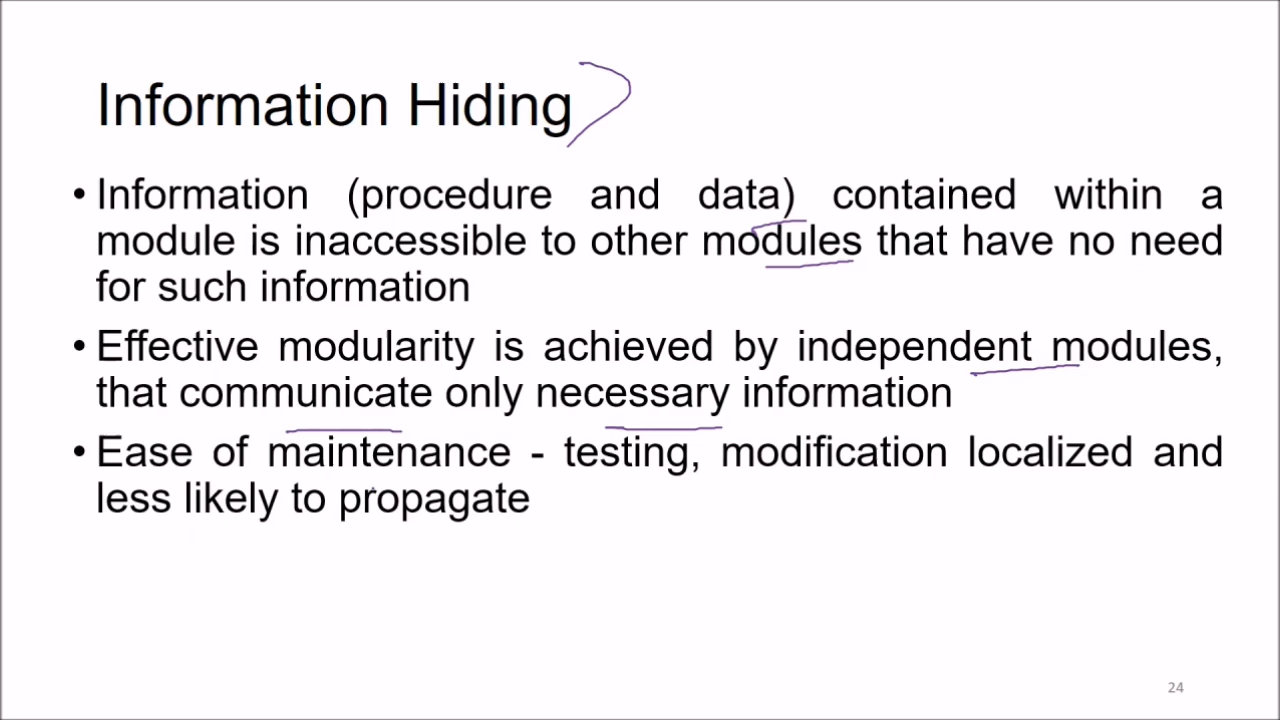 Information Hiding
• Information (procedure and data) contained within a
module is inaccessible to other modules that have no need
for such information
• Effective modularity is achieved by independent modules,
that communicate only necessary information
• Ease of maintenance - testing, modification localized and
less likely to propagate
24